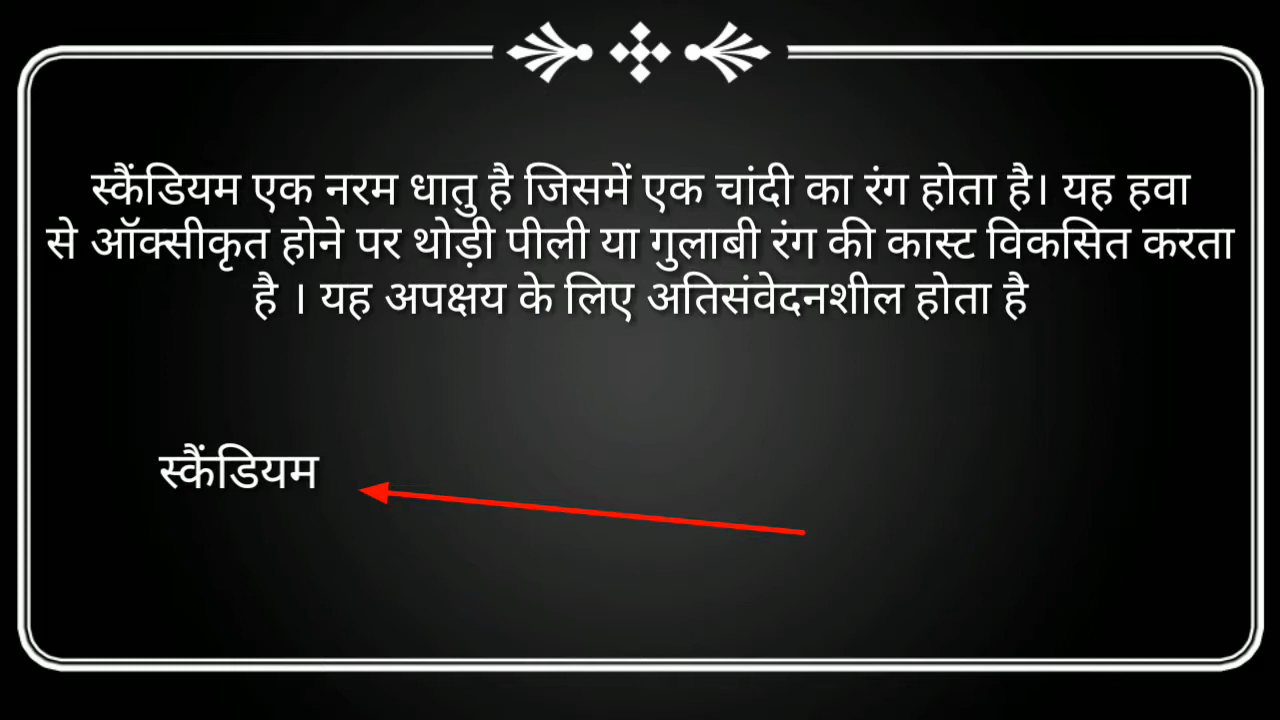 स्कैंडियम एक नरम धातु है जिसमें एक चांदी का रंग होता है। यह हवा
से ऑक्सीकृत होने पर थोड़ी पीली या गुलाबी रंग की कास्ट विकसित करता
है । यह अपक्षय के लिए अतिसंवेदनशील होता है
स्कैंडियम